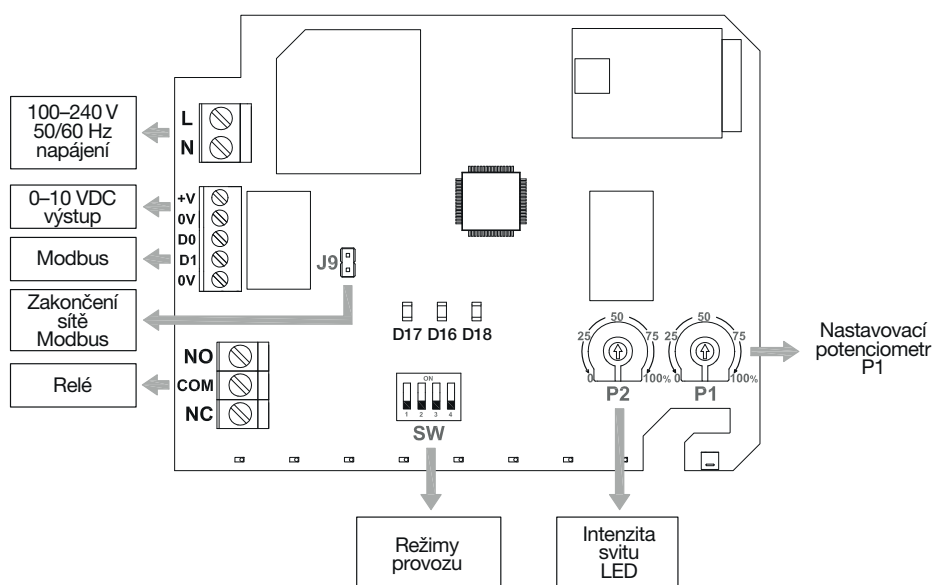 100–240 V
50/60 Hz
napájení
L
N
0–10 VDC
výstup
+V
0V
D0
D1
0V
Modbus
J9
Zakončení
sítě
Modbus
D17 D16 D18
NO
COM
NC
Relé
ON
1 2 3 4
SW
50
25 75
0 100%
P2
50
25 75
0 100%
P1
Nastavovací
potenciometr
P1
Režimy
provozu
Intenzita
svitu
LED